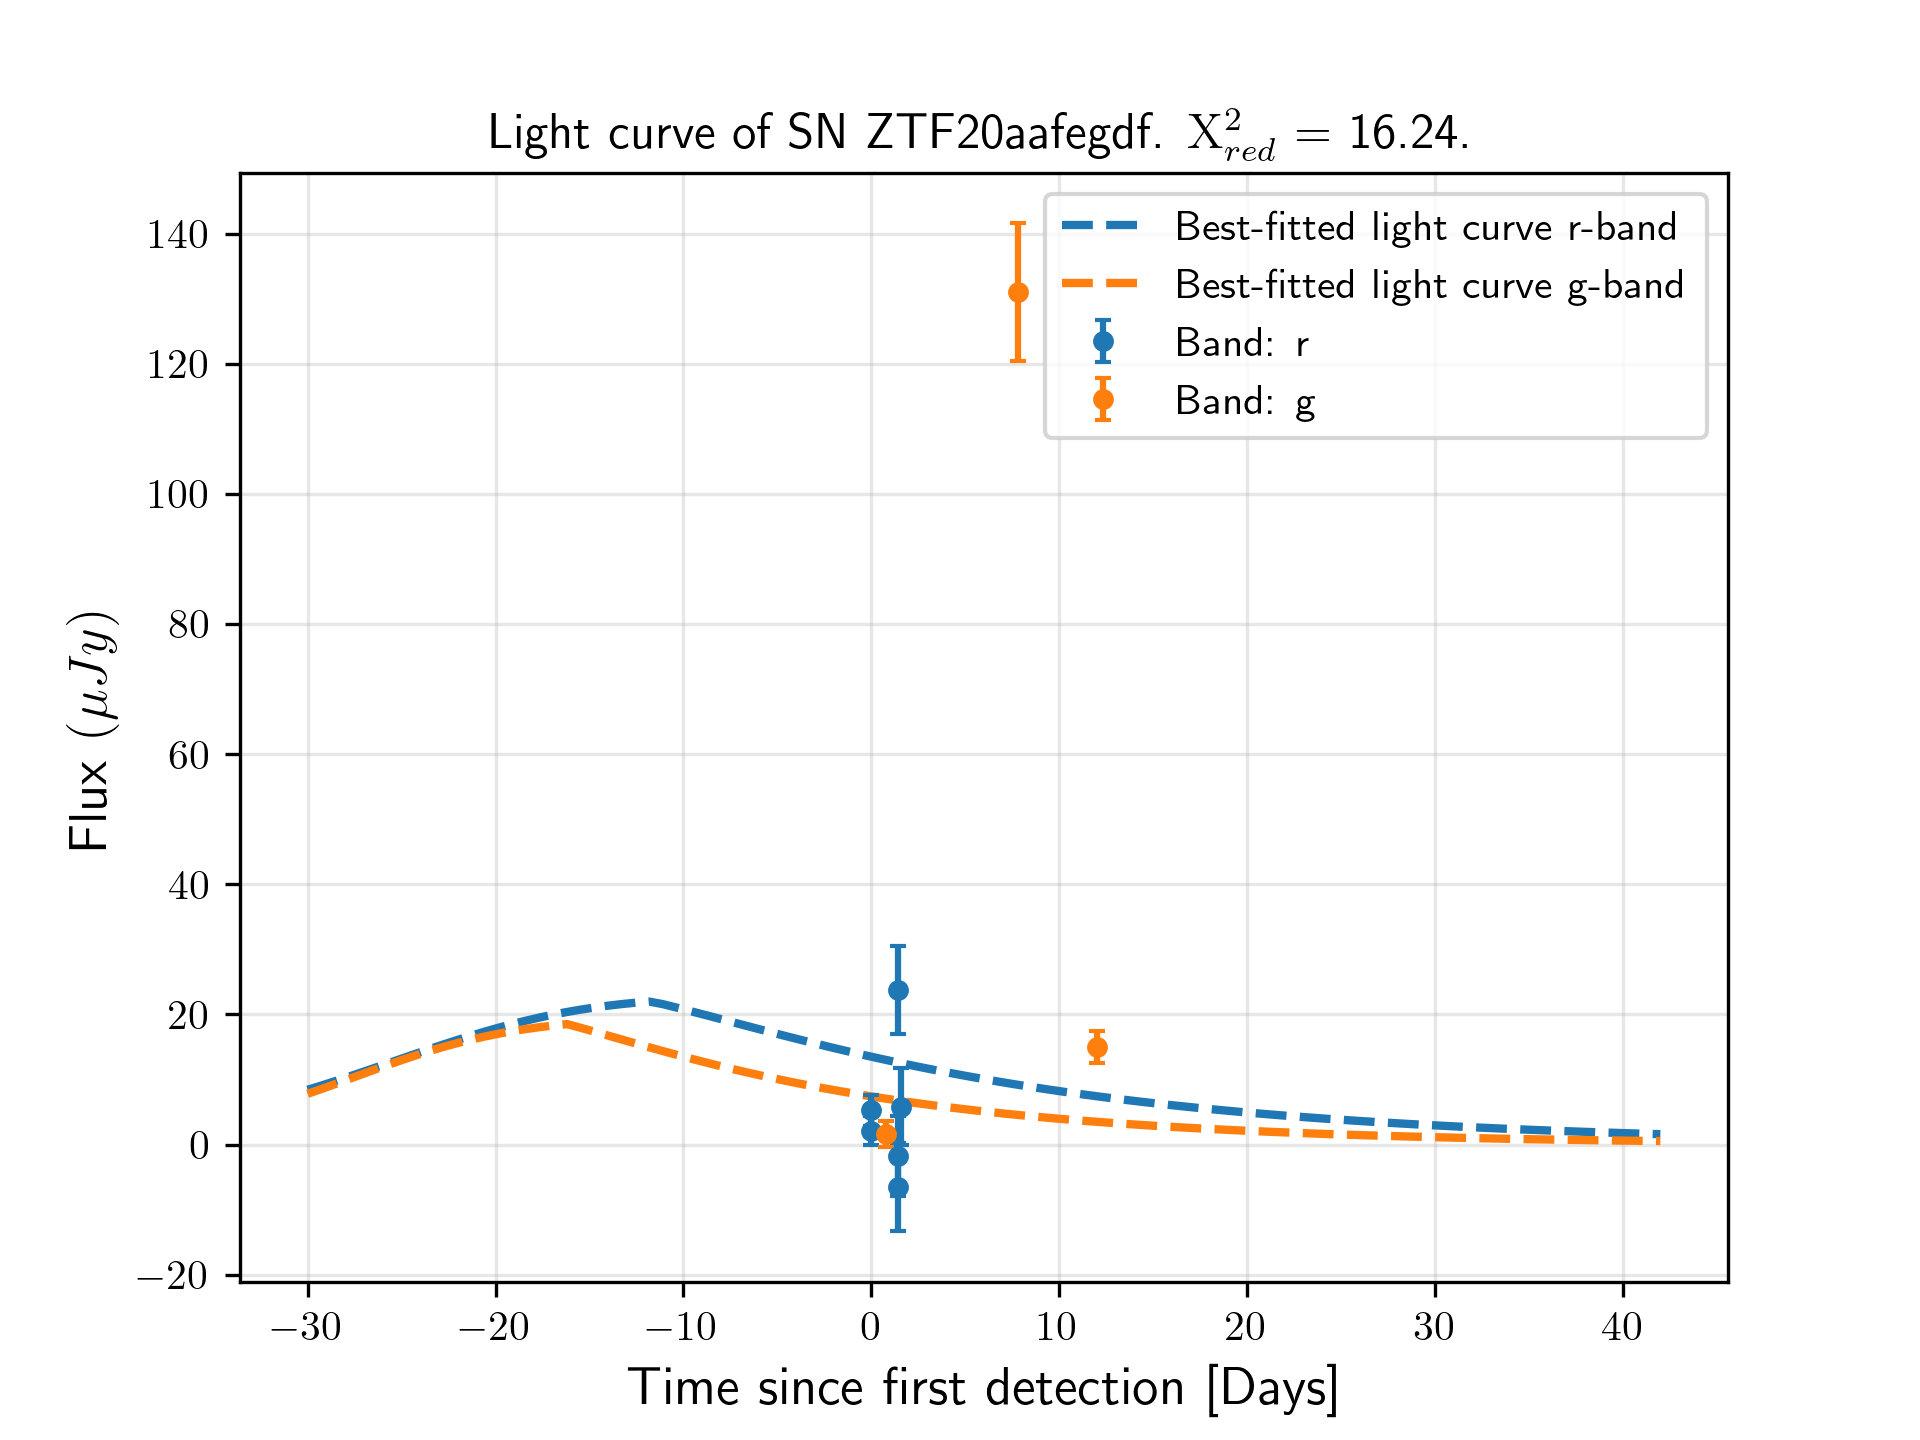 Light curve of SN ZTF20aafegdf. X²red = 16.24.
Best-fitted light curve r-band
Best-fitted light curve g-band
Band: r
Band: g
Flux (μJy)
140
120
100
80
60
40
20
0
−20
−30 −20 −10 0 10 20 30 40
Time since first detection [Days]